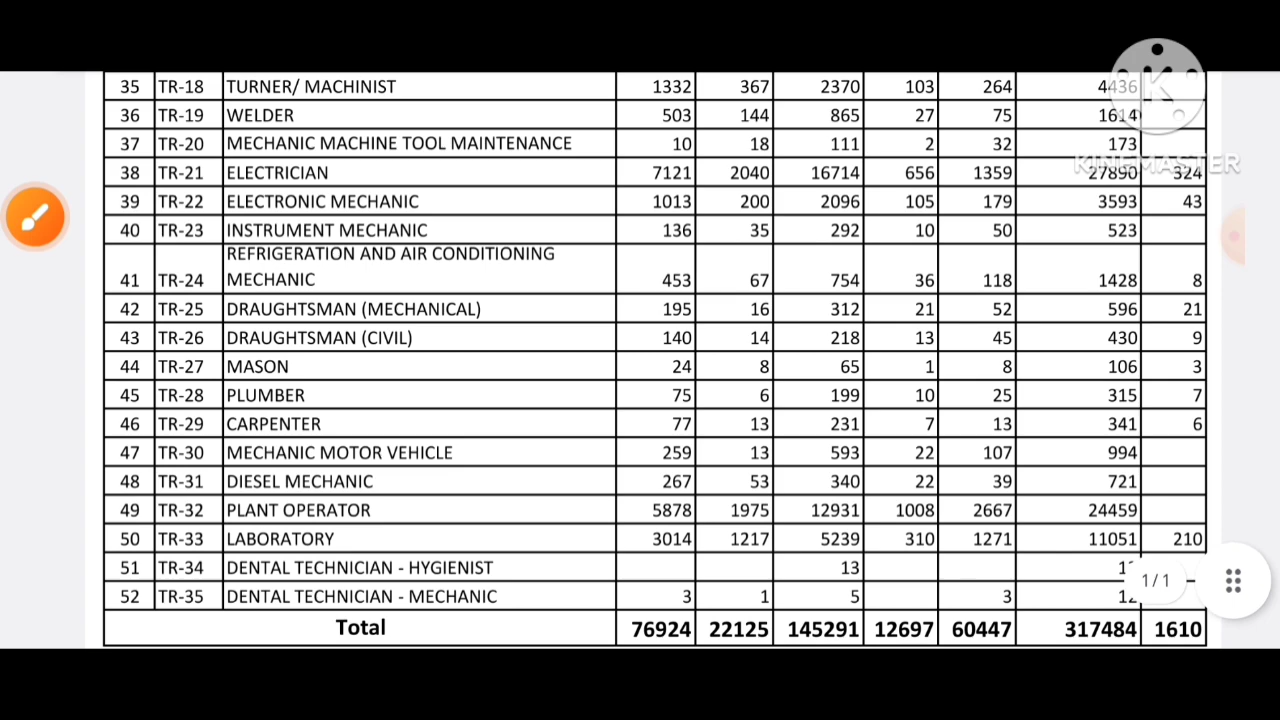 35 TR-18 TURNER/ MACHINIST 1332 367 2370 103 264 4436
36 TR-19 WELDER 503 144 865 27 75 1614
37 TR-20 MECHANIC MACHINE TOOL MAINTENANCE 10 18 111 2 32 173
KINEMASTER
38 TR-21 ELECTRICIAN 7121 2040 16714 656 1359 27890 324
39 TR-22 ELECTRONIC MECHANIC 1013 200 2096 105 179 3593 43
40 TR-23 INSTRUMENT MECHANIC 136 35 292 10 50 523
REFRIGERATION AND AIR CONDITIONING
41 TR-24 MECHANIC 453 67 754 36 118 1428 8
42 TR-25 DRAUGHTSMAN (MECHANICAL) 195 16 312 21 52 596 21
43 TR-26 DRAUGHTSMAN (CIVIL) 140 14 218 13 45 430 9
44 TR-27 MASON 24 8 65 1 8 106 3
45 TR-28 PLUMBER 75 6 199 10 25 315 7
46 TR-29 CARPENTER 77 13 231 7 13 341 6
47 TR-30 MECHANIC MOTOR VEHICLE 259 13 593 22 107 994
48 TR-31 DIESEL MECHANIC 267 53 340 22 39 721
49 TR-32 PLANT OPERATOR 5878 1975 12931 1008 2667 24459
50 TR-33 LABORATORY 3014 1217 5239 310 1271 11051 210
51 TR-34 DENTAL TECHNICIAN - HYGIENIST 13
1/1
52 TR-35 DENTAL TECHNICIAN - MECHANIC 3 1 5 3 12
Total 76924 22125 145291 12697 60447 317484 1610